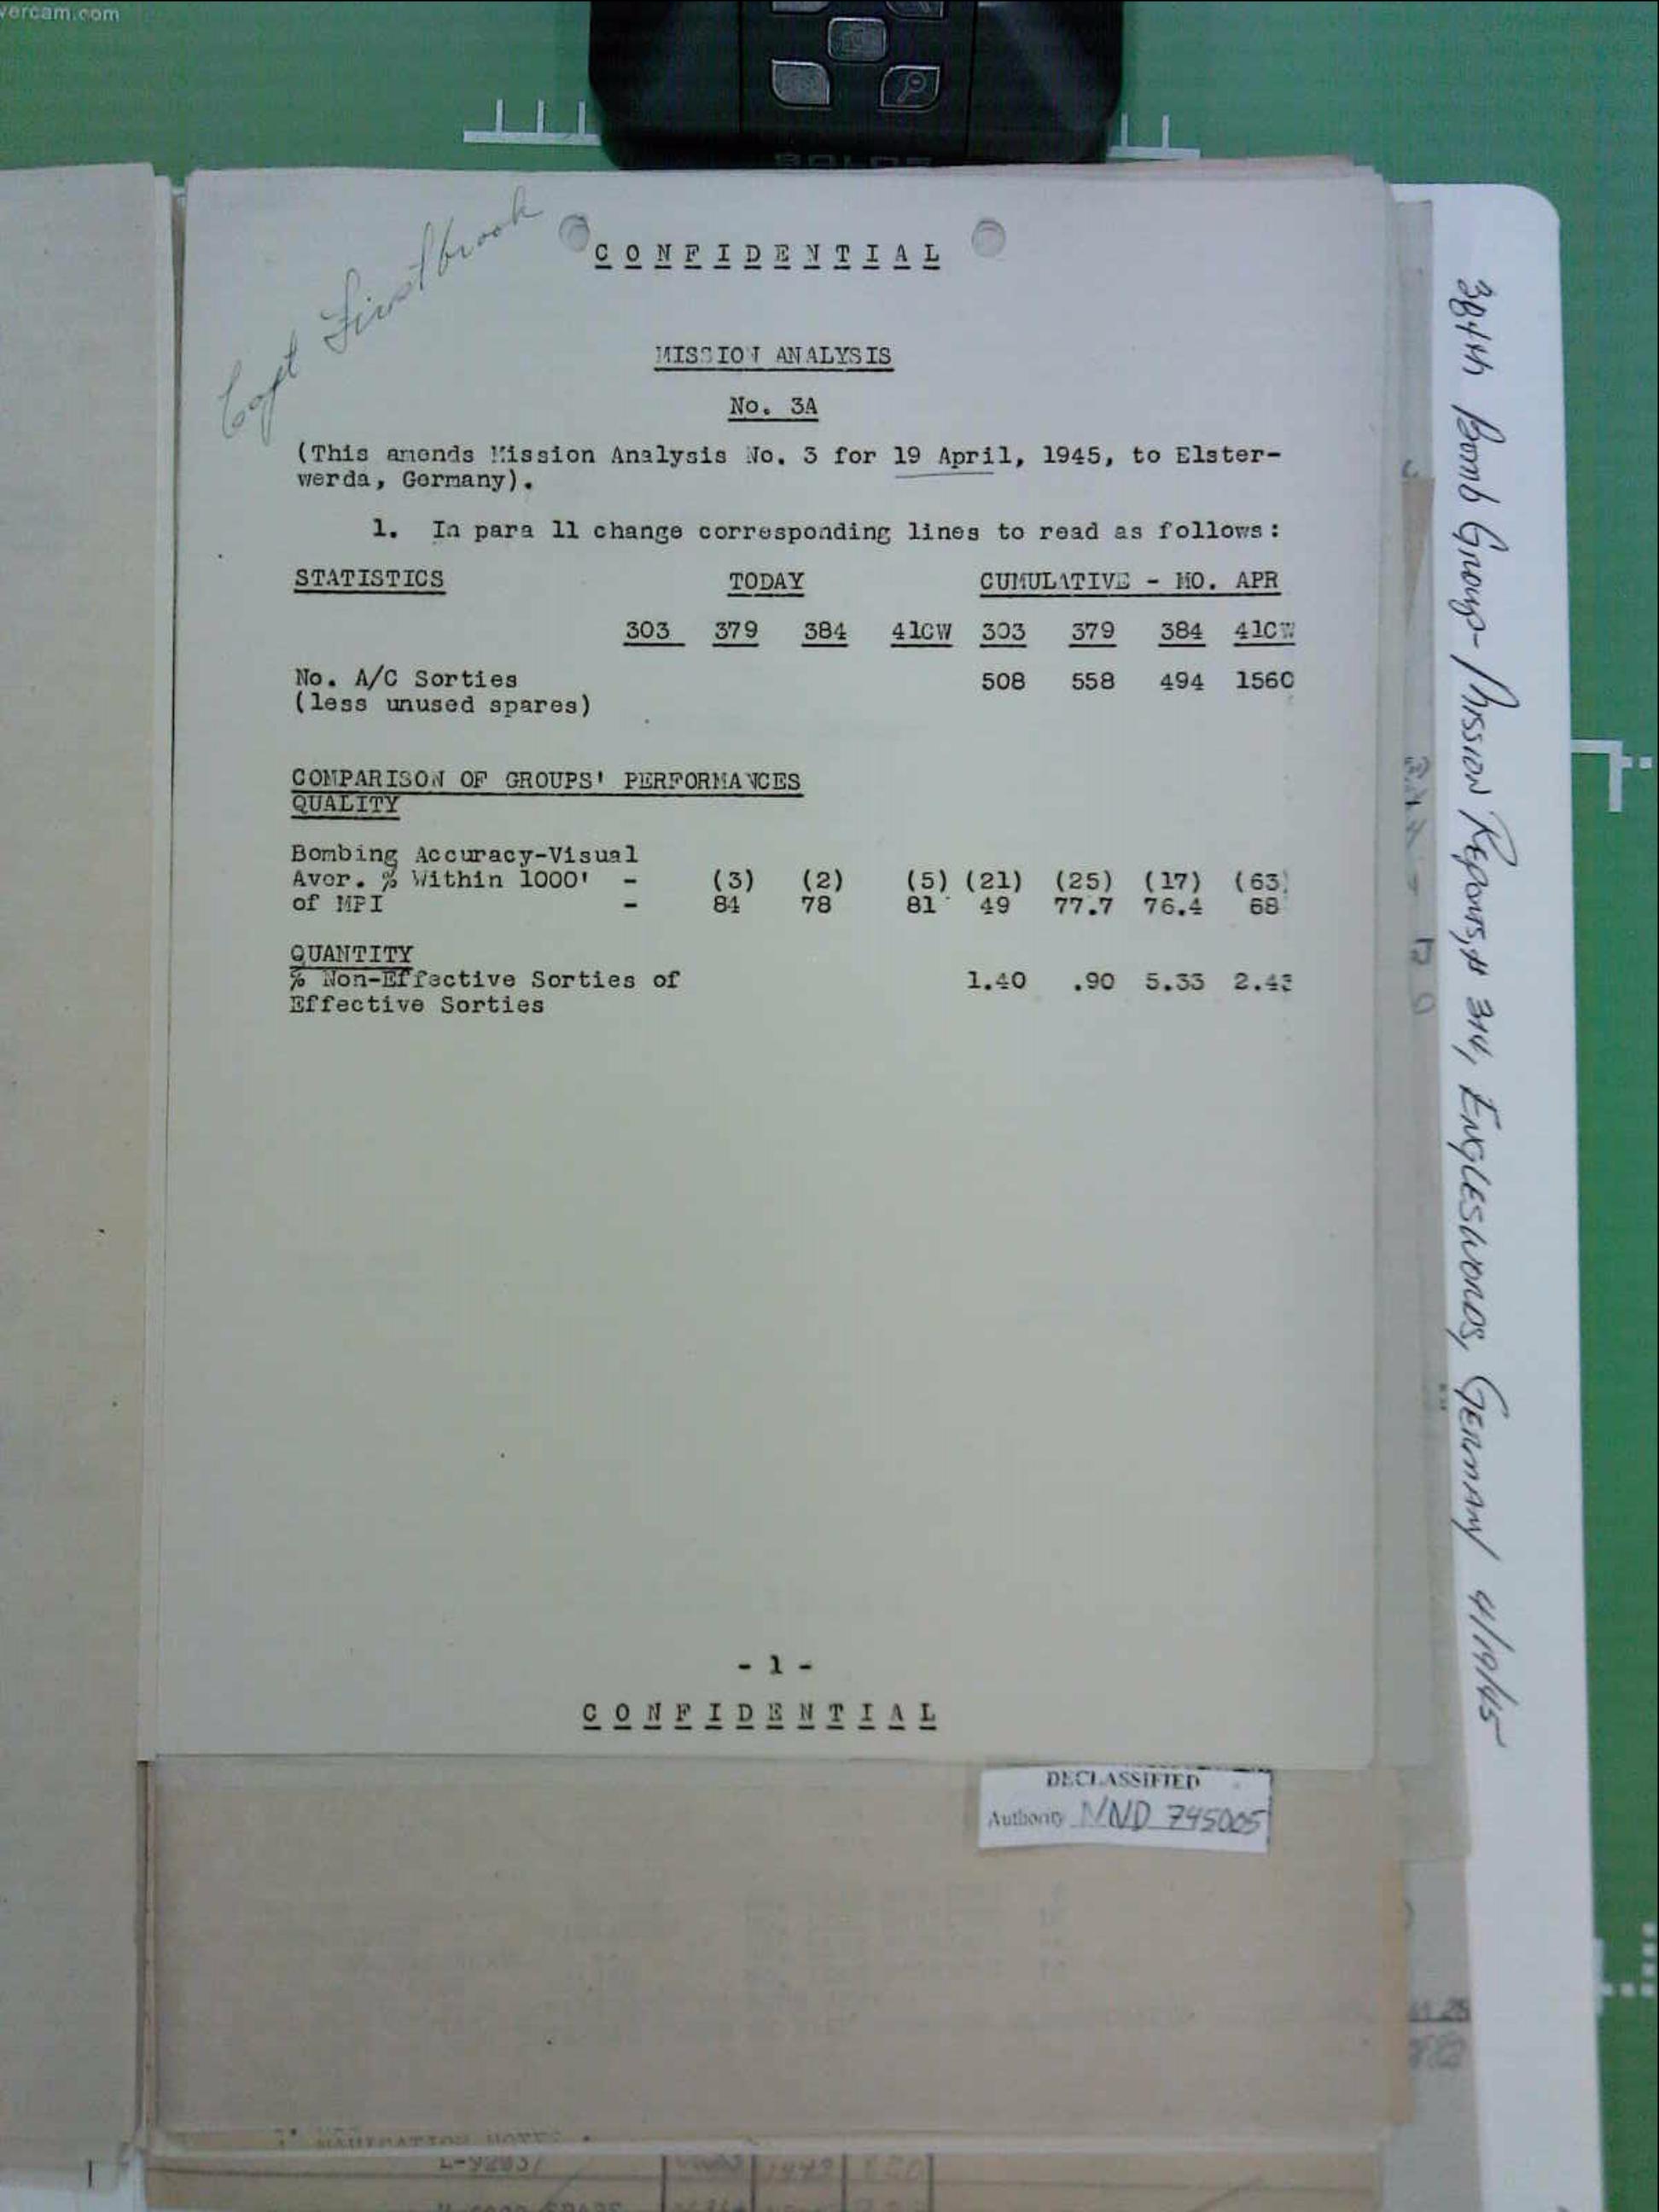 vercam.com
Capt Firstbrook
CONFIDENTIAL
MISSION ANALYSIS
No. 3A
(This amends Mission Analysis No. 3 for 19 April, 1945, to Elster-
werda, Germany).
1. In para 11 change corresponding lines to read as follows:
STATISTICS TODAY CUMULATIVE - MO. APR
303 379 384 41CW 303 379 384 41CW
No. A/C Sorties 508 558 494 1560
(less unused spares)
COMPARISON OF GROUPS' PERFORMANCES
QUALITY
Bombing Accuracy-Visual
Aver. % Within 1000' - (3) (2) (5) (21) (25) (17) (63)
of MPI - 84 78 81 49 77.7 76.4 68
QUANTITY
% Non-Effective Sorties of 1.40 .90 5.33 2.43
Effective Sorties
- 1 -
CONFIDENTIAL
DECLASSIFIED
Authority NND 745005
384th Bomb Group - Mission Reports, # 314, Engleswords, Germany 4/19/45